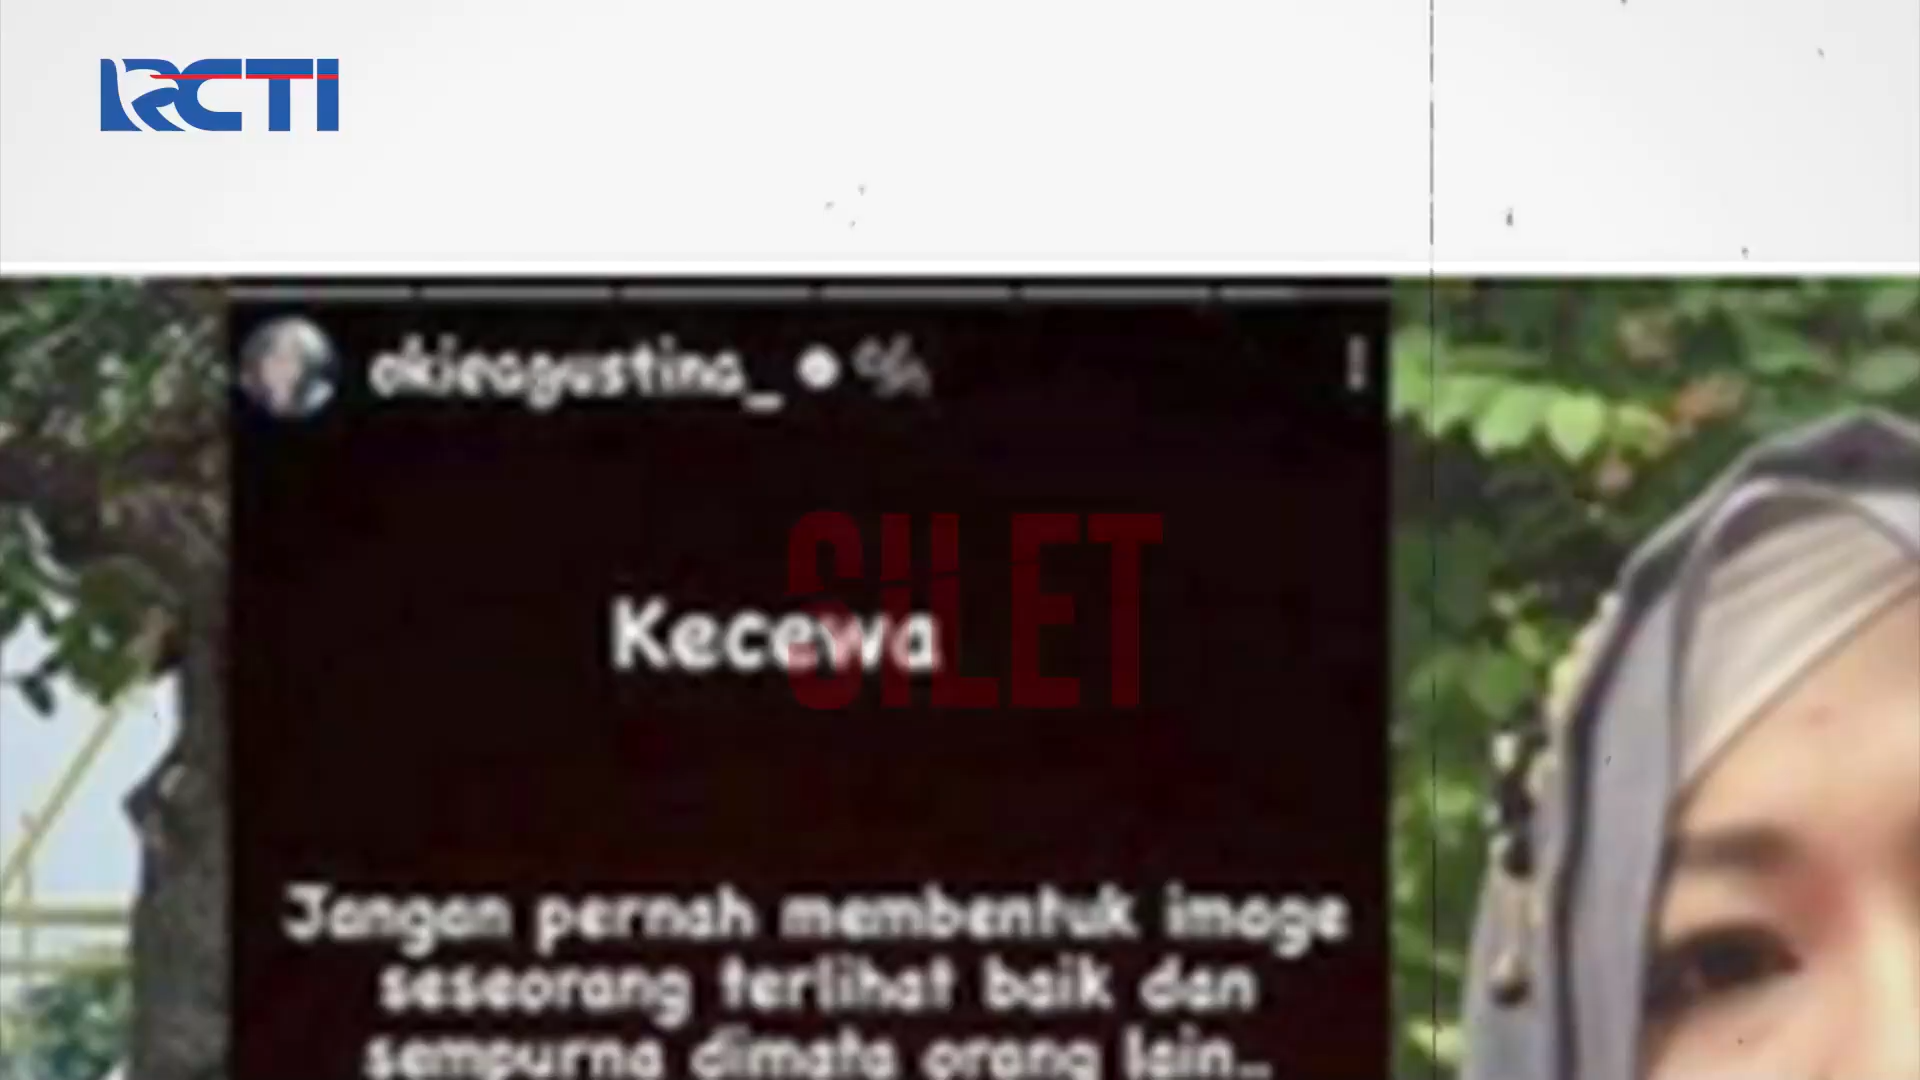 RCTI
okieagustina_
SILET
Kecewa
Jangan pernah membentuk image
seseorang terlihat baik dan
sempurna dimata orang lain..